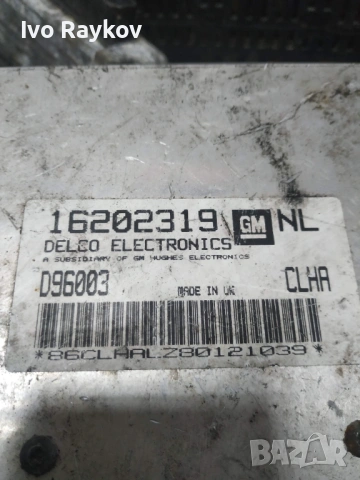 Ivo Raykov
16202319 GM NL
DELCO ELECTRONICS
A SUBSIDIARY OF GM HUGHES ELECTRONICS
D96003 MADE IN UK CLHA
*86CLHALZ80121039*
BAZAR